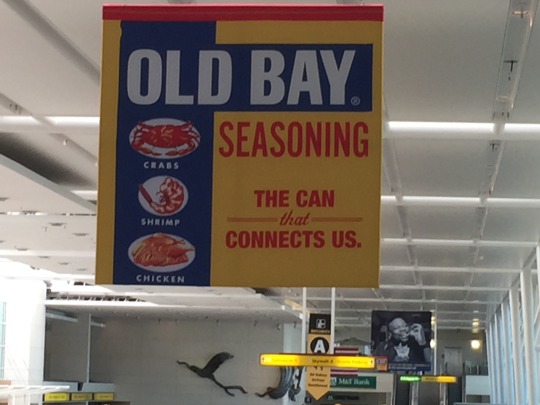 OLD BAY®
SEASONING
CRABS
SHRIMP
CHICKEN
THE CAN
that
CONNECTS US.
A
M&T Bank